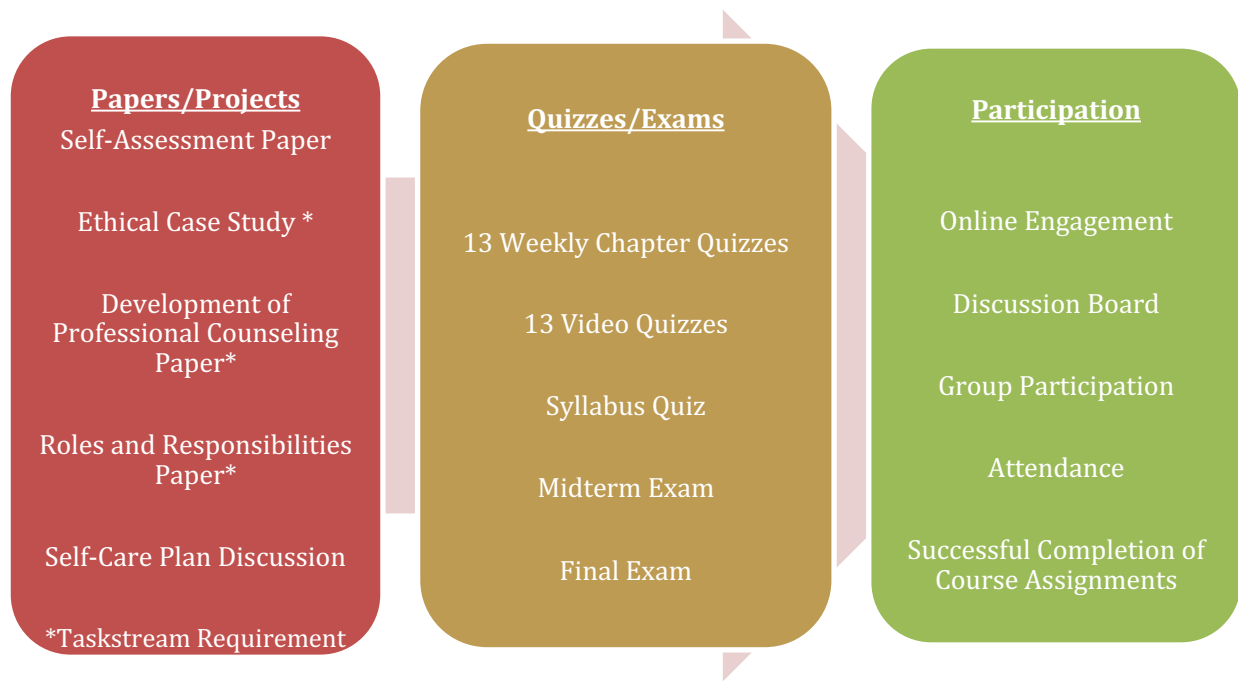 Papers/Projects
Self-Assessment Paper
Ethical Case Study *
Development of
Professional Counseling
Paper*
Roles and Responsibilities
Paper*
Self-Care Plan Discussion
*Taskstream Requirement
Quizzes/Exams
13 Weekly Chapter Quizzes
13 Video Quizzes
Syllabus Quiz
Midterm Exam
Final Exam
Participation
Online Engagement
Discussion Board
Group Participation
Attendance
Successful Completion of
Course Assignments